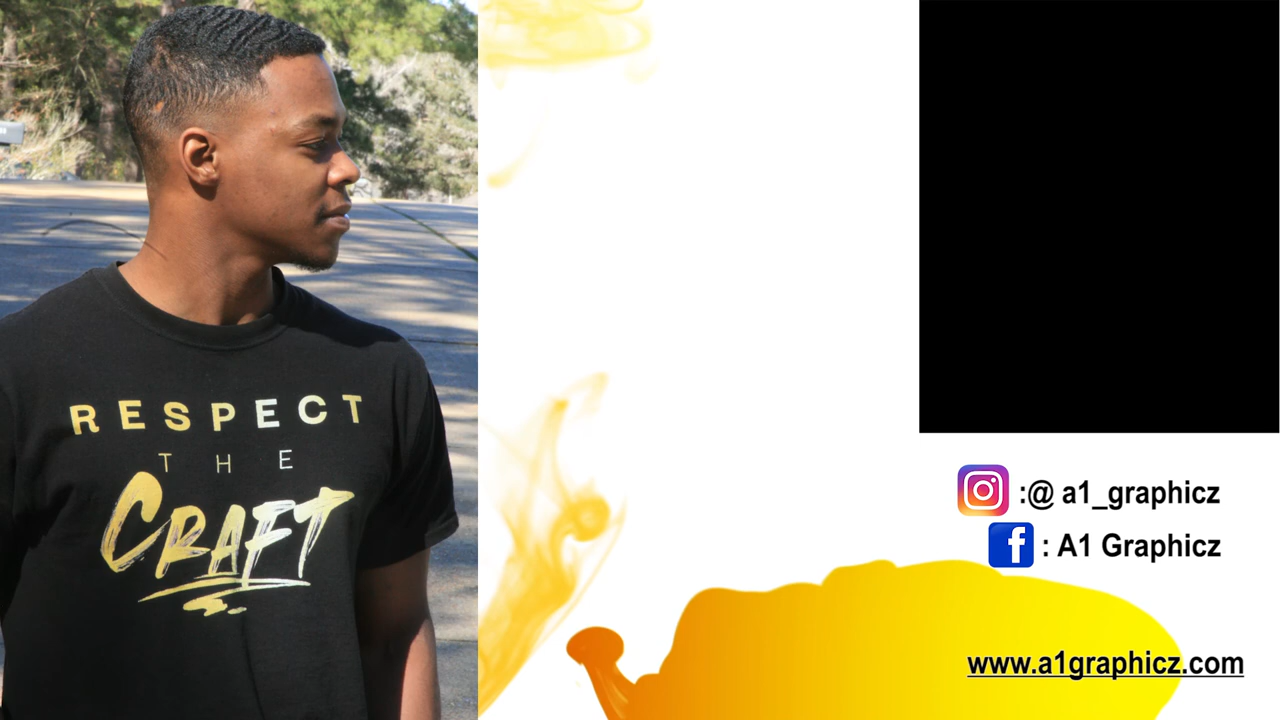 RESPECT
THE
CRAFT
:@ a1_graphicz
: A1 Graphicz
www.a1graphicz.com